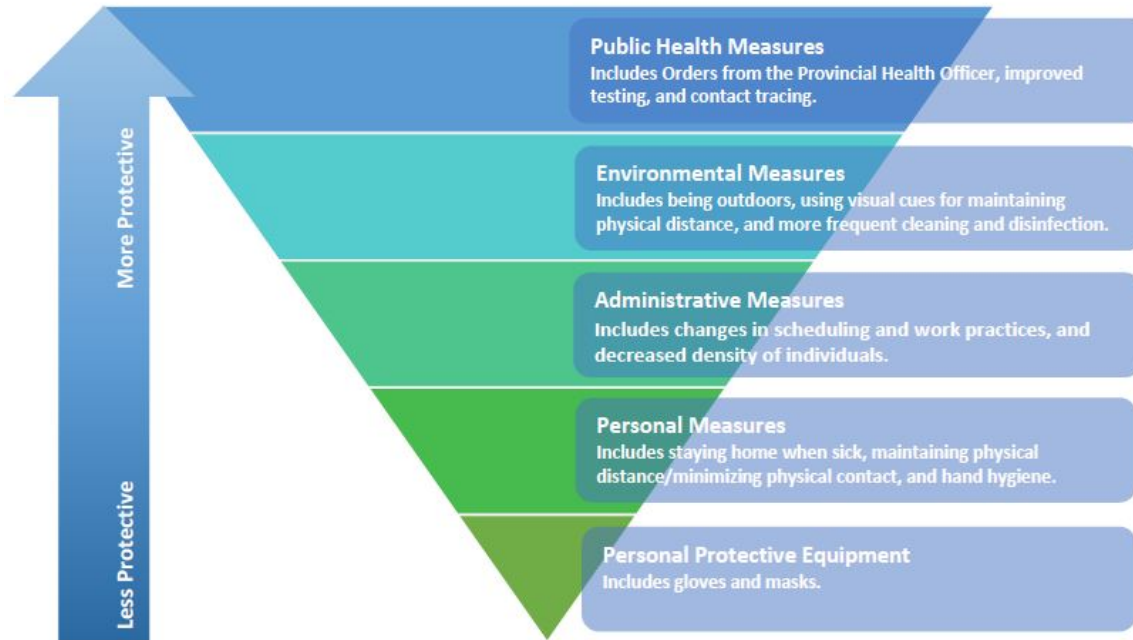 More Protective
Less Protective
Public Health Measures
Includes Orders from the Provincial Health Officer, improved
testing, and contact tracing.
Environmental Measures
Includes being outdoors, using visual cues for maintaining
physical distance, and more frequent cleaning and disinfection.
Administrative Measures
Includes changes in scheduling and work practices, and
decreased density of individuals.
Personal Measures
Includes staying home when sick, maintaining physical
distance/minimizing physical contact, and hand hygiene.
Personal Protective Equipment
Includes gloves and masks.